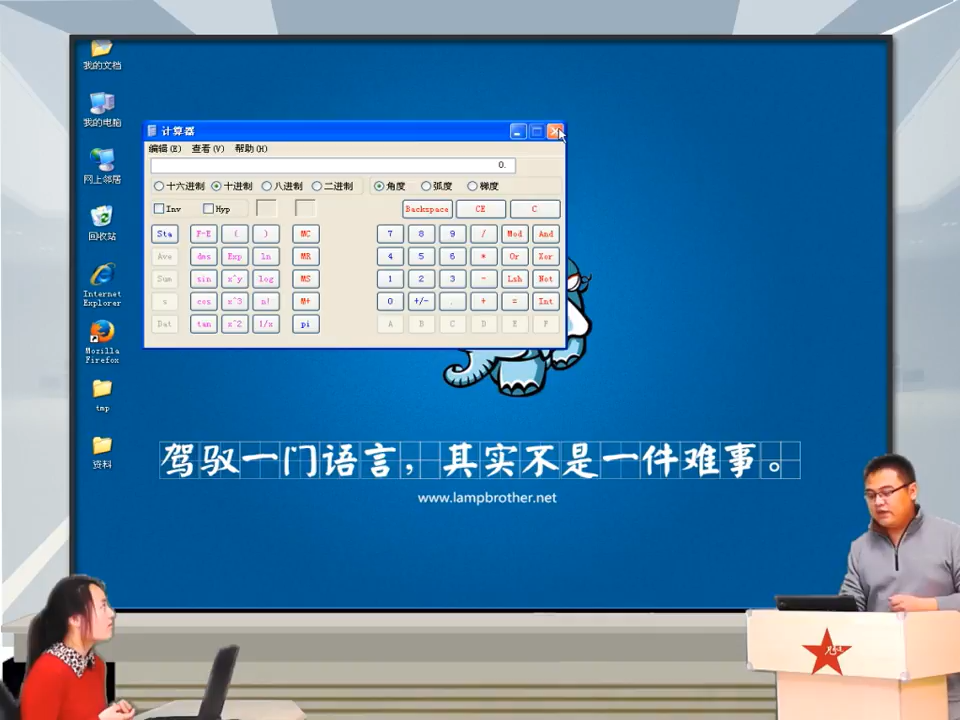 我的文档
我的电脑
网上邻居
回收站
Internet Explorer
Mozilla Firefox
tmp
资料
计算器
编辑(E) 查看(V) 帮助(H)
0.
十六进制 十进制 八进制 二进制 角度 弧度 梯度
Inv Hyp Backspace CE C
Sta F-E ( ) MC 7 8 9 / Mod And
Ave dms Exp ln MR 4 5 6 * Or Xor
Sum sin x^y log MS 1 2 3 - Lsh Not
s cos x^3 n! M+ 0 +/- . + = Int
Dat tan x^2 1/x pi A B C D E F
驾驭一门语言，其实不是一件难事。
www.lampbrother.net